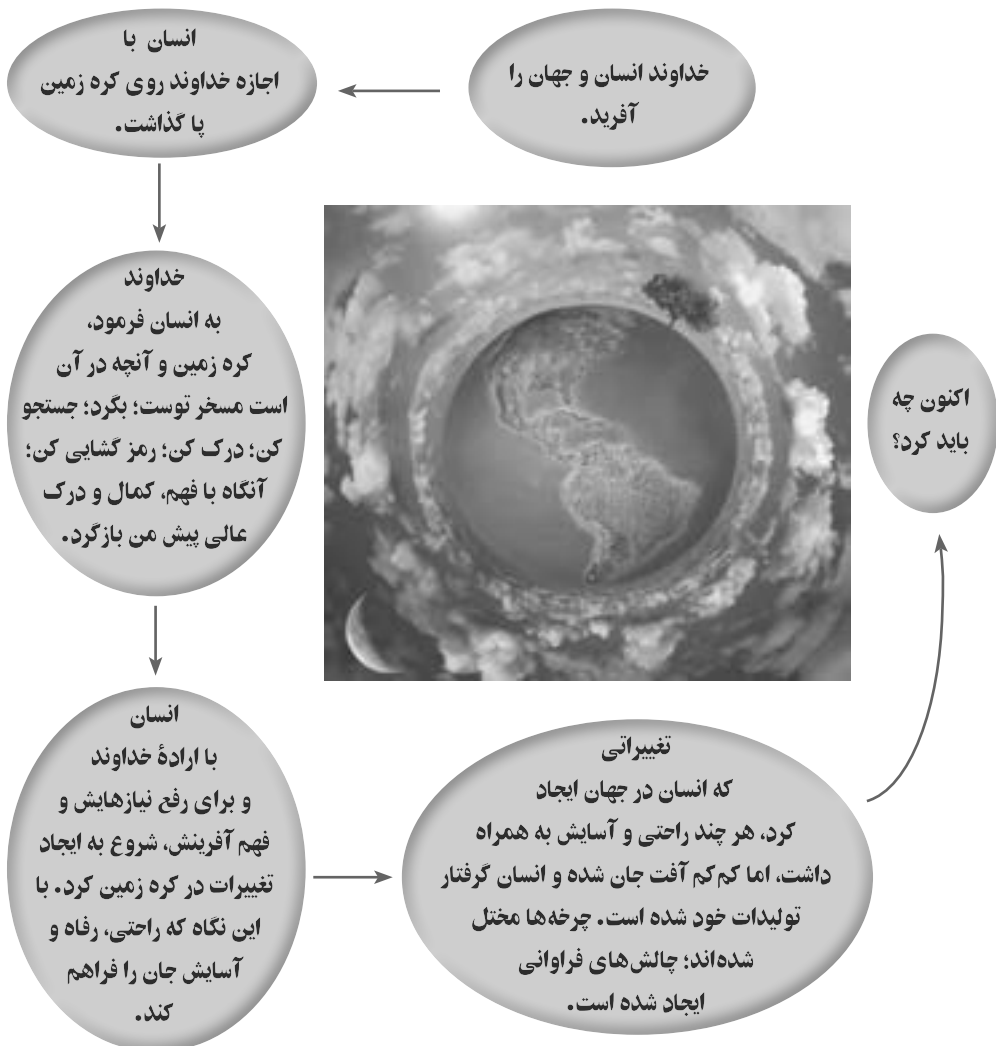 خداوند انسان و جهان را
آفرید.
انسان با
اجازه خداوند روی کره زمین
پا گذاشت.
خداوند
به انسان فرمود،
کره زمین و آنچه در آن
است مسخر توست؛ بگرد؛ جستجو
کن؛ درک کن؛ رمز گشایی کن؛
آنگاه با فهم، کمال و درک
عالی پیش من بازگرد.
انسان
با ارادهٔ خداوند
و برای رفع نیازهایش و
فهم آفرینش، شروع به ایجاد
تغییرات در کره زمین کرد. با
این نگاه که راحتی، رفاه و
آسایش جان را فراهم
کند.
تغییراتی
که انسان در جهان ایجاد
کرد، هر چند راحتی و آسایش به همراه
داشت، اما کم‌کم آفت جان شده و انسان گرفتار
تولیدات خود شده است. چرخه‌ها مختل
شده‌اند؛ چالش‌های فراوانی
ایجاد شده است.
اکنون چه
باید کرد؟